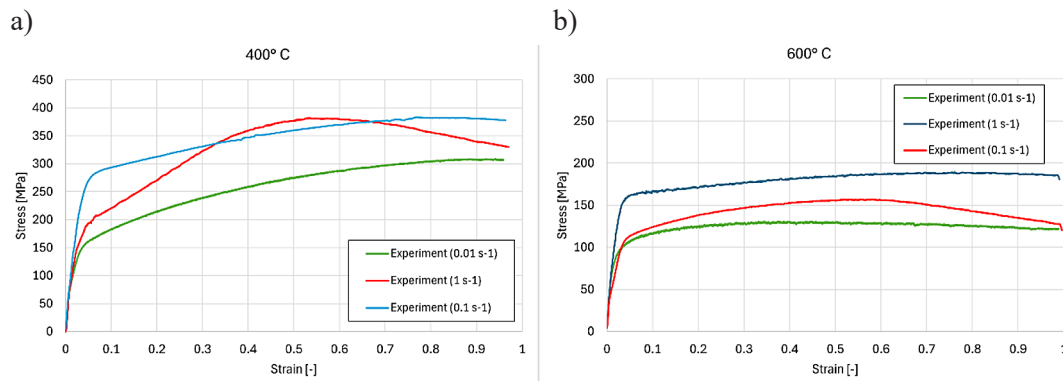 a)
400° C
450
400
350
300
250
200
150
100
50
0
Stress [MPa]
0 0.1 0.2 0.3 0.4 0.5 0.6 0.7 0.8 0.9 1
Strain [-]
Experiment (0.01 s-1)
Experiment (1 s-1)
Experiment (0.1 s-1)
b)
600° C
300
250
200
150
100
50
0
Stress [MPa]
0 0.1 0.2 0.3 0.4 0.5 0.6 0.7 0.8 0.9 1
Strain [-]
Experiment (0.01 s-1)
Experiment (1 s-1)
Experiment (0.1 s-1)